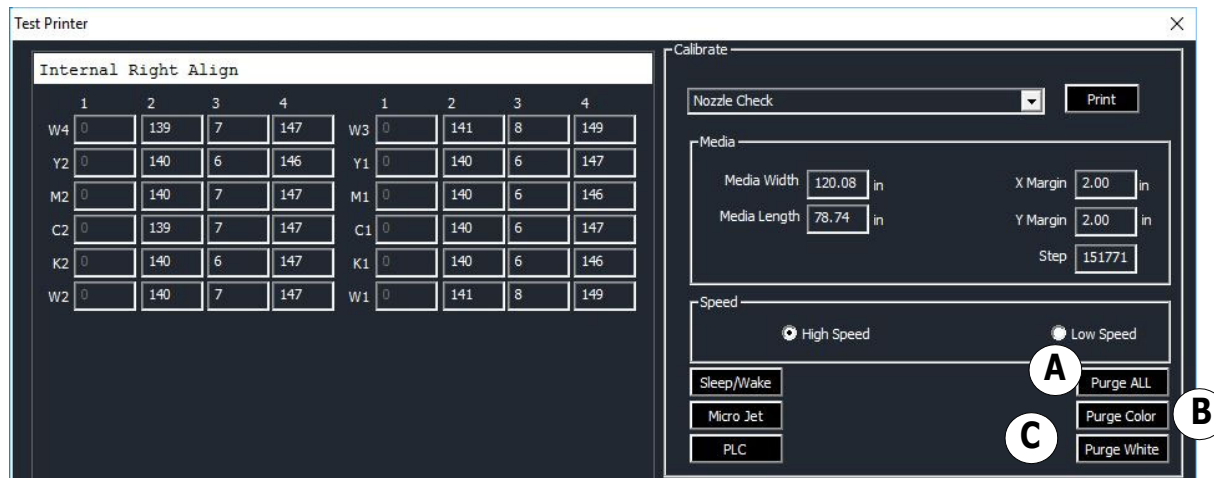 Test Printer
Internal Right Align
1 2 3 4 1 2 3 4
W4 0 139 7 147 W3 0 141 8 149
Y2 0 140 6 146 Y1 0 140 6 147
M2 0 140 7 147 M1 0 140 6 146
C2 0 139 7 147 C1 0 140 6 147
K2 0 140 6 147 K1 0 140 6 146
W2 0 140 7 147 W1 0 141 8 149
Calibrate
Nozzle Check Print
Media
Media Width 120.08 in X Margin 2.00 in
Media Length 78.74 in Y Margin 2.00 in
Step 151771
Speed
High Speed Low Speed
Sleep/Wake A Purge ALL
Micro Jet Purge Color B
PLC C Purge White